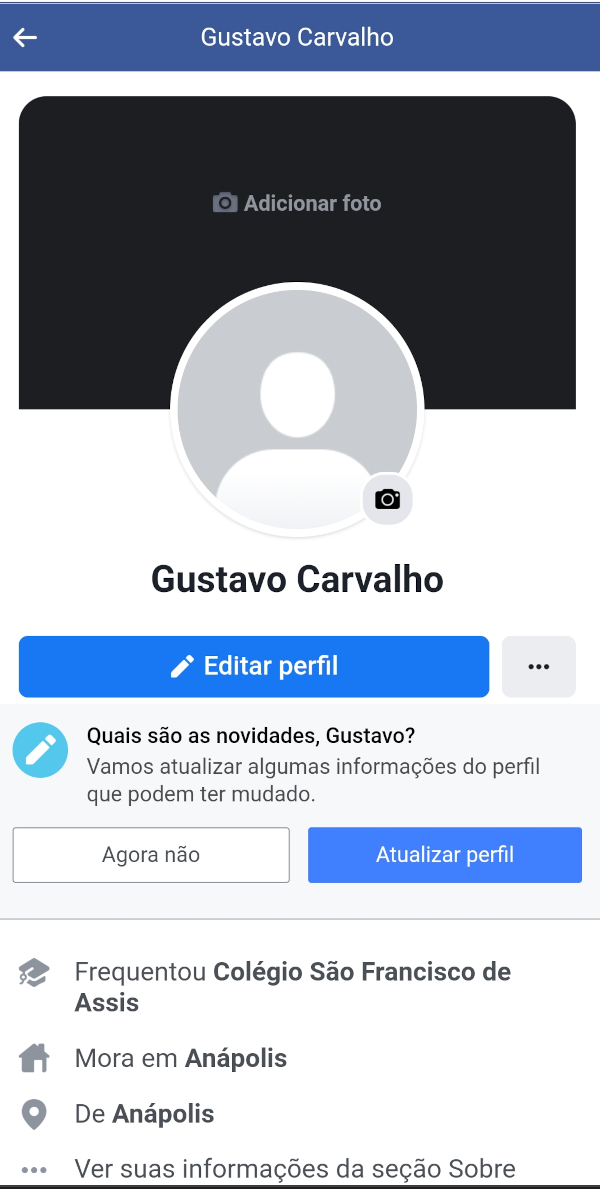 Gustavo Carvalho
Adicionar foto
Gustavo Carvalho
Editar perfil
Quais são as novidades, Gustavo?
Vamos atualizar algumas informações do perfil
que podem ter mudado.
Agora não
Atualizar perfil
Frequentou Colégio São Francisco de
Assis
Mora em Anápolis
De Anápolis
Ver suas informações da seção Sobre